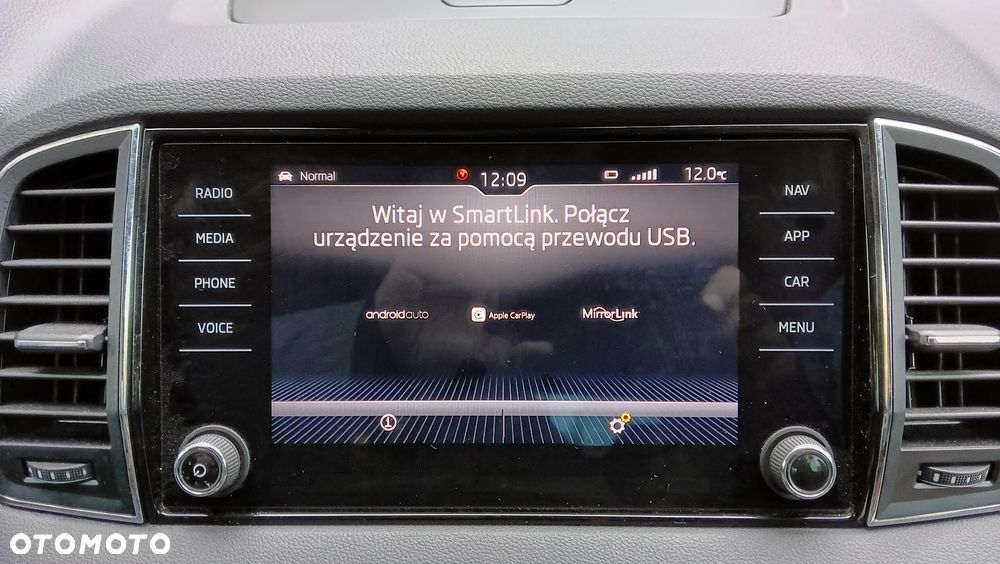 Normal
12:09
12.0°C
RADIO
MEDIA
PHONE
VOICE
Witaj w SmartLink. Połącz
urządzenie za pomocą przewodu USB.
androidauto
Apple CarPlay
MirrorLink
NAV
APP
CAR
MENU
OTOMOTO